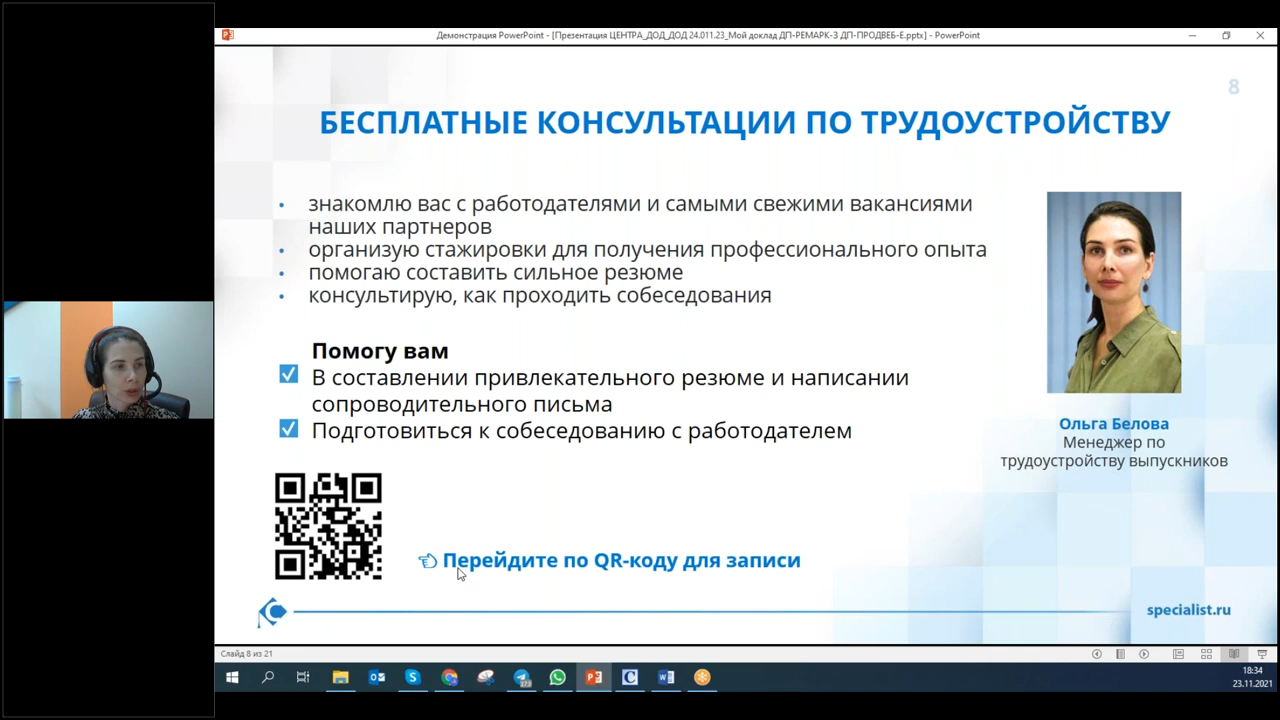 Демонстрация PowerPoint - [Презентация ЦЕНТРА_ДОД_ДОД 24.011.23_Мой доклад ДП-РЕМАРК-3 ДП-ПРОДВЕБ-Е.pptx] - PowerPoint
8
БЕСПЛАТНЫЕ КОНСУЛЬТАЦИИ ПО ТРУДОУСТРОЙСТВУ
• знакомлю вас с работодателями и самыми свежими вакансиями
наших партнеров
• организую стажировки для получения профессионального опыта
• помогаю составить сильное резюме
• консультирую, как проходить собеседования
Помогу вам
В составлении привлекательного резюме и написании
сопроводительного письма
Подготовиться к собеседованию с работодателем
Ольга Белова
Менеджер по
трудоустройству выпускников
Перейдите по QR-коду для записи
specialist.ru
Слайд 8 из 21
18:34
23.11.2021